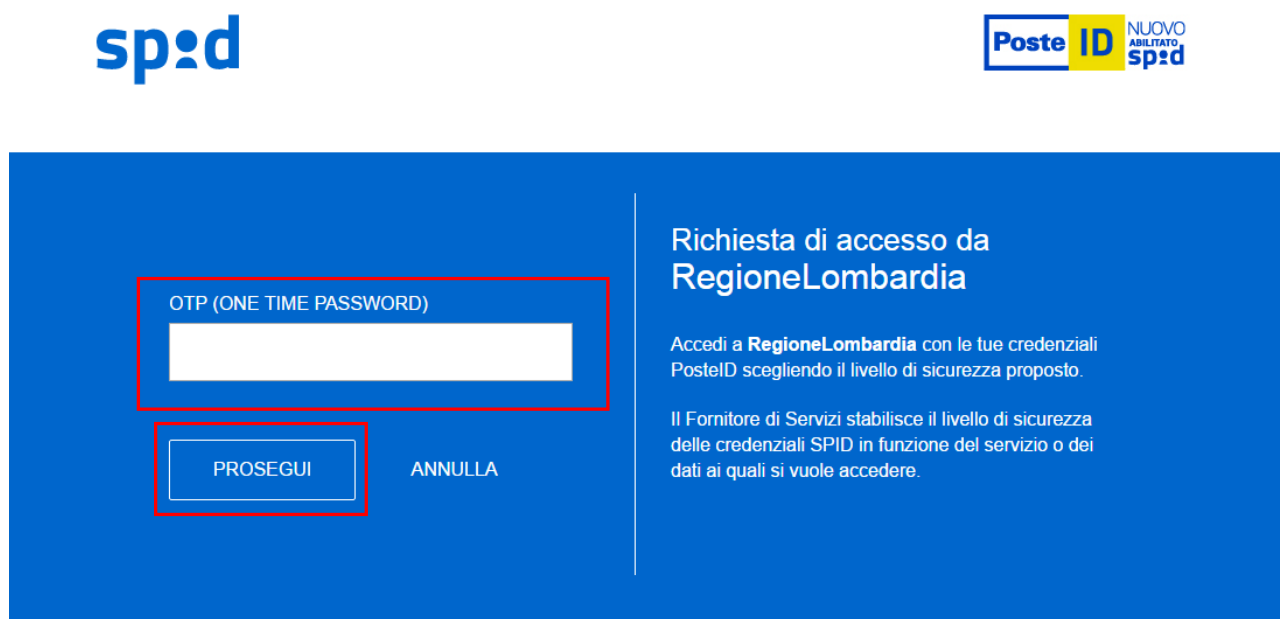 spid
Poste ID NUOVO
ABILITATO
spid
OTP (ONE TIME PASSWORD)
PROSEGUI
ANNULLA
Richiesta di accesso da
RegioneLombardia
Accedi a RegioneLombardia con le tue credenziali
PosteID scegliendo il livello di sicurezza proposto.
Il Fornitore di Servizi stabilisce il livello di sicurezza
delle credenziali SPID in funzione del servizio o dei
dati ai quali si vuole accedere.